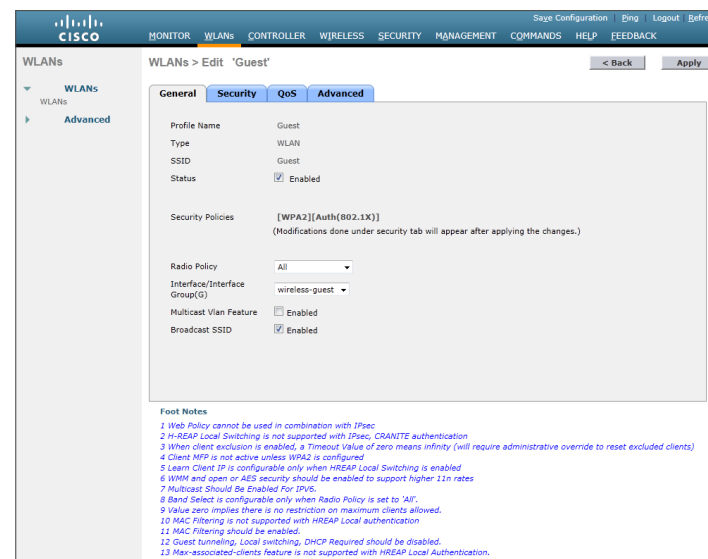 Save Configuration | Ping | Logout | Refre
CISCO
MONITOR WLANs CONTROLLER WIRELESS SECURITY MANAGEMENT COMMANDS HELP FEEDBACK
WLANs
WLANs > Edit 'Guest'
< Back
Apply
WLANs
WLANs
Advanced
General Security QoS Advanced
Profile Name Guest
Type WLAN
SSID Guest
Status Enabled
Security Policies [WPA2][Auth(802.1X)]
(Modifications done under security tab will appear after applying the changes.)
Radio Policy All
Interface/Interface Group(G) wireless-guest
Multicast Vlan Feature Enabled
Broadcast SSID Enabled
Foot Notes
1 Web Policy cannot be used in combination with IPsec
2 H-REAP Local Switching is not supported with IPsec, CRANITE authentication
3 When client exclusion is enabled, a Timeout Value of zero means infinity (will require administrative override to reset excluded clients)
4 Client MFP is not active unless WPA2 is configured
5 Learn Client IP is configurable only when HREAP Local Switching is enabled
6 WMM and open or AES security should be enabled to support higher 11n rates
7 Multicast Should Be Enabled For IPV6.
8 Band Select is configurable only when Radio Policy is set to 'All'.
9 Value zero implies there is no restriction on maximum clients allowed.
10 MAC Filtering is not supported with HREAP Local authentication
11 MAC Filtering should be enabled.
12 Guest tunneling, Local switching, DHCP Required should be disabled.
13 Max-associated-clients feature is not supported with HREAP Local Authentication.